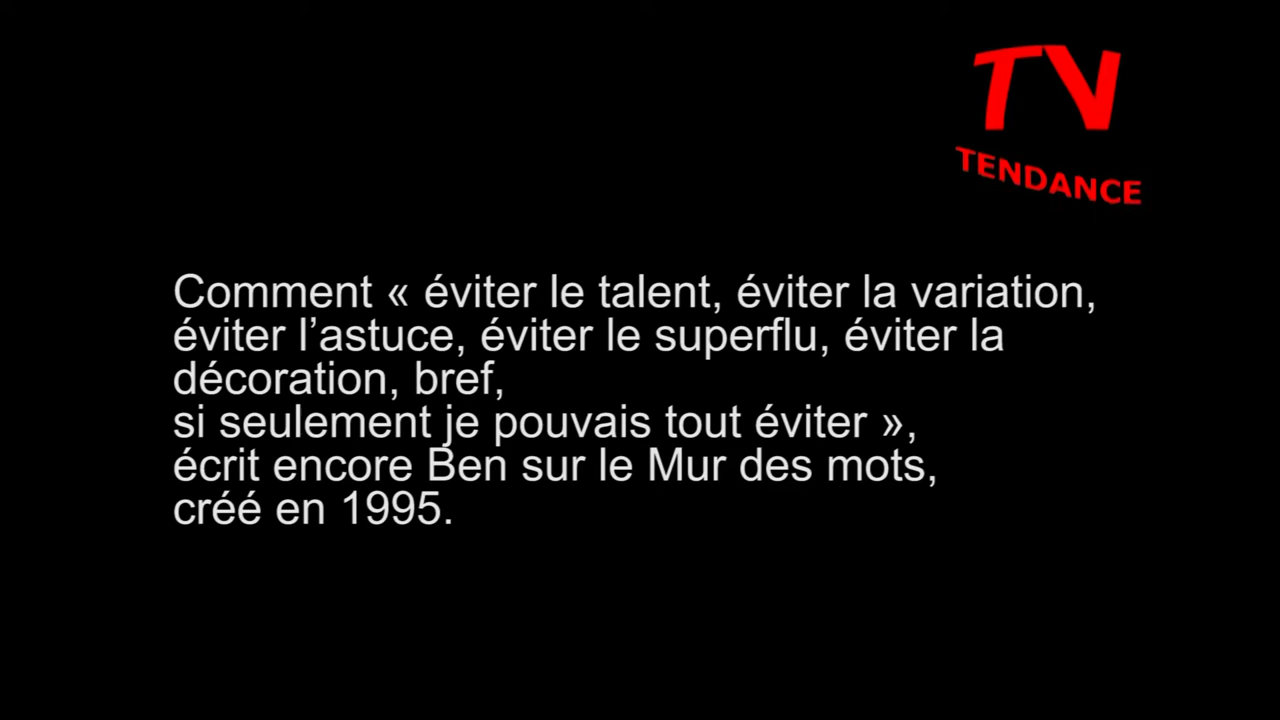 TV
TENDANCE
Comment « éviter le talent, éviter la variation,
éviter l’astuce, éviter le superflu, éviter la
décoration, bref,
si seulement je pouvais tout éviter »,
écrit encore Ben sur le Mur des mots,
créé en 1995.